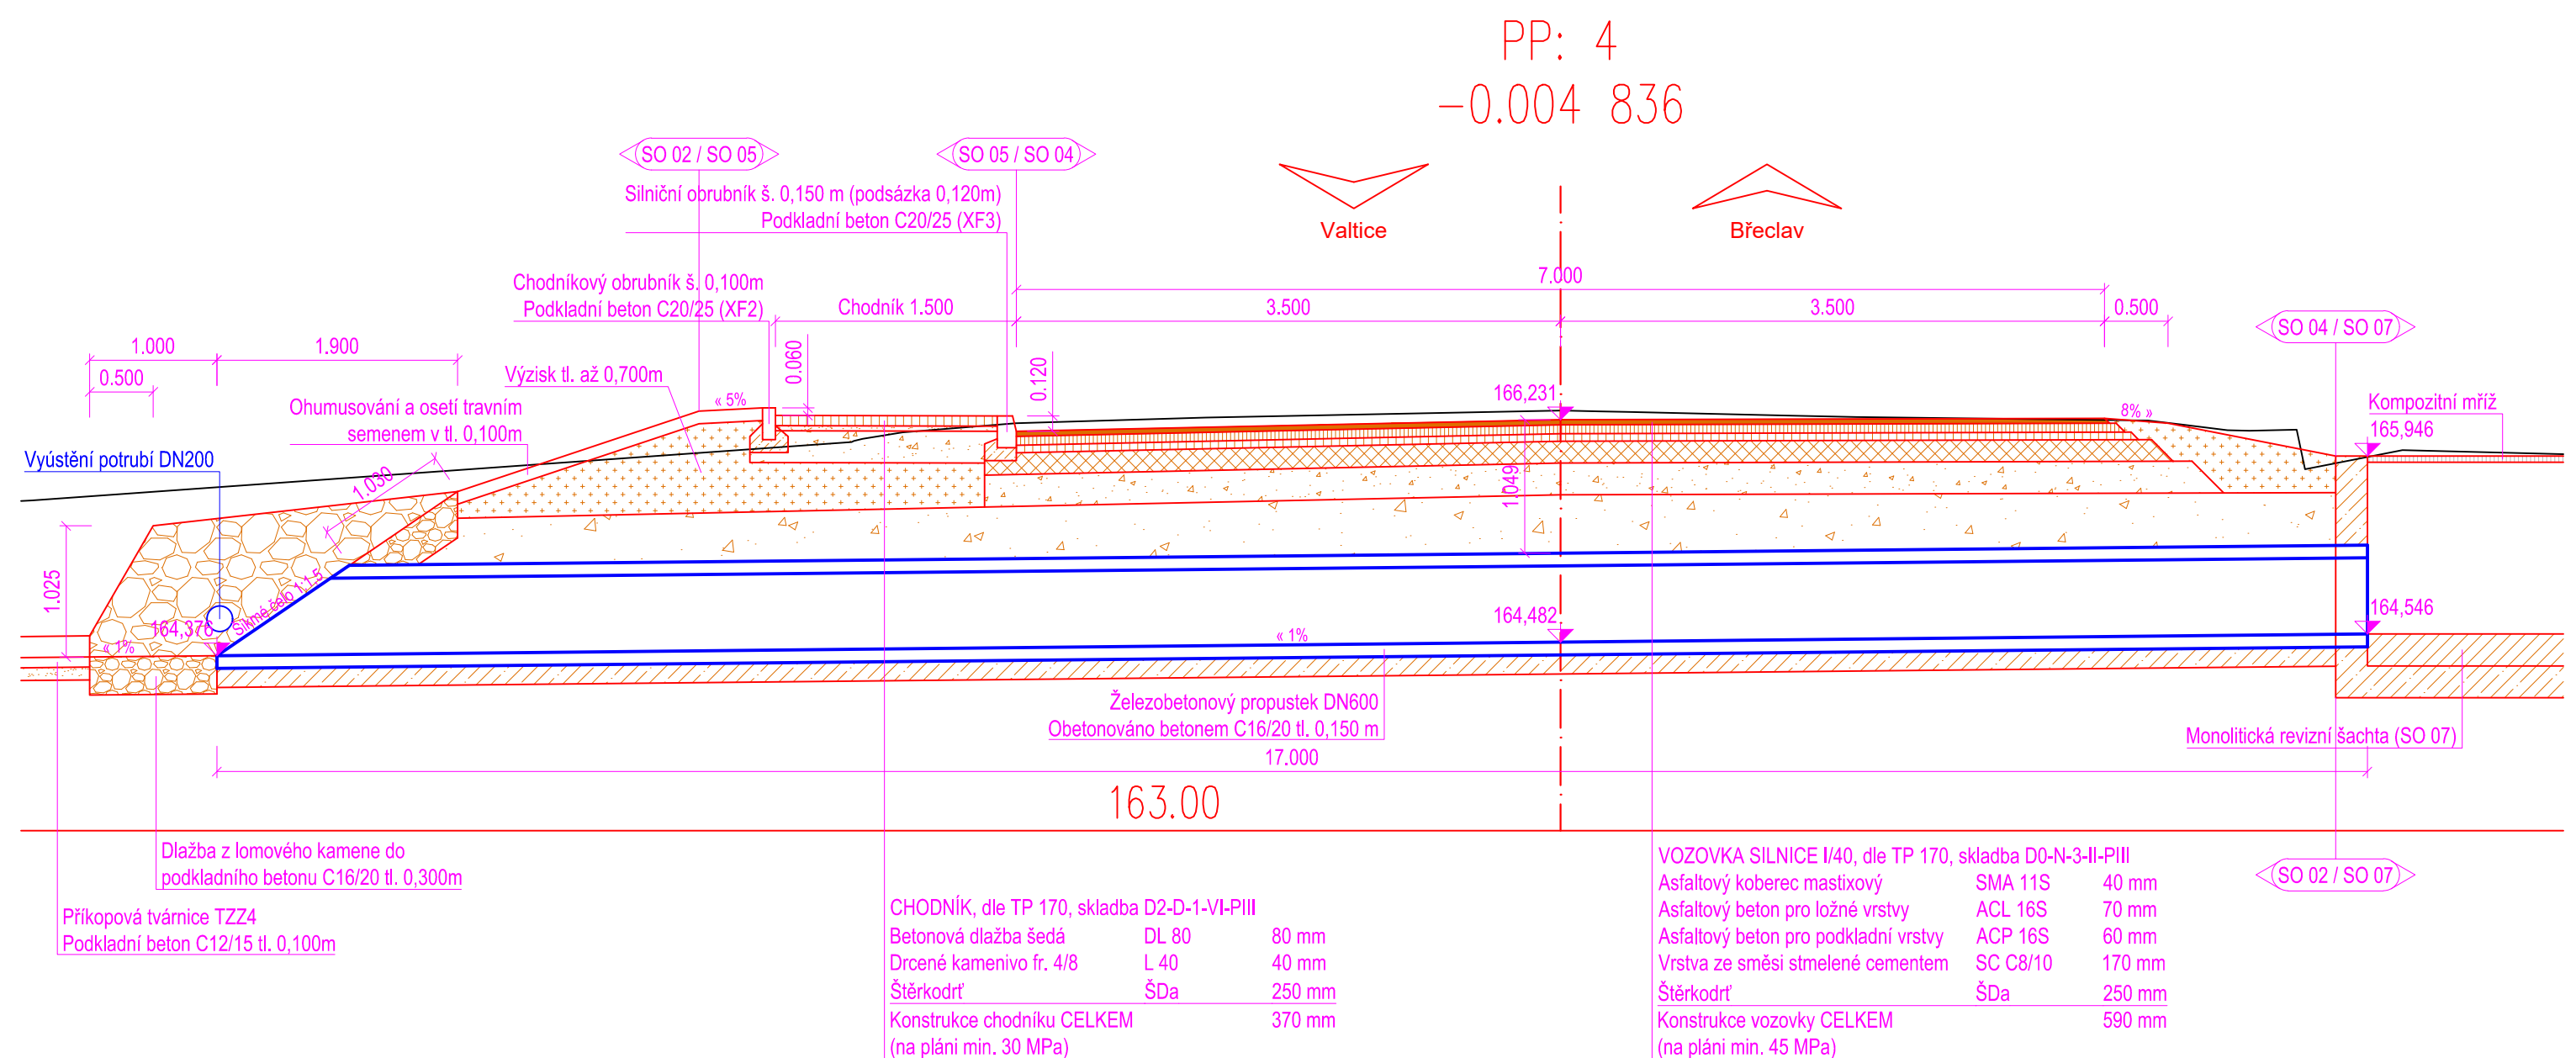 PP: 4
-0.004 836
SO 02 / SO 05
SO 05 / SO 04
Silniční obrubník š. 0,150 m (podsázka 0,120m)
Podkladní beton C20/25 (XF3)
Valtice
Břeclav
Chodníkový obrubník š. 0,100m
Podkladní beton C20/25 (XF2)
Chodník 1.500
7.000
3.500
3.500
0.500
SO 04 / SO 07
1.000
1.900
0.500
0.060
0.120
Výzisk tl. až 0,700m
« 5%
166,231
8% »
Kompozitní mříž
165,946
Ohumusování a osetí travním
semenem v tl. 0,100m
Vyústění potrubí DN200
1.030
1.049
1.025
Šikmé čelo 1:1,5
164,376
« 1%
« 1%
164,482
164,546
Železobetonový propustek DN600
Obetonováno betonem C16/20 tl. 0,150 m
Monolitická revizní šachta (SO 07)
17.000
163.00
Dlažba z lomového kamene do
podkladního betonu C16/20 tl. 0,300m
Příkopová tvárnice TZZ4
Podkladní beton C12/15 tl. 0,100m
CHODNÍK, dle TP 170, skladba D2-D-1-VI-PIII
Betonová dlažba šedá DL 80 80 mm
Drcené kamenivo fr. 4/8 L 40 40 mm
Štěrkodrť ŠDa 250 mm
Konstrukce chodníku CELKEM 370 mm
(na pláni min. 30 MPa)
VOZOVKA SILNICE I/40, dle TP 170, skladba D0-N-3-II-PIII
Asfaltový koberec mastixový SMA 11S 40 mm
Asfaltový beton pro ložné vrstvy ACL 16S 70 mm
Asfaltový beton pro podkladní vrstvy ACP 16S 60 mm
Vrstva ze směsi stmelené cementem SC C8/10 170 mm
Štěrkodrť ŠDa 250 mm
Konstrukce vozovky CELKEM 590 mm
(na pláni min. 45 MPa)
SO 02 / SO 07